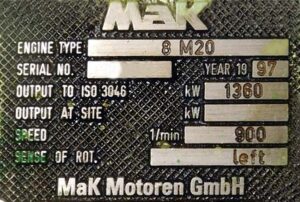 MaK
ENGINE TYPE 8 M20
SERIAL NO. YEAR 19 97
OUTPUT TO ISO 3046 kW 1360
OUTPUT AT SITE kW
SPEED 1/min 900
SENSE OF ROT. left
MaK Motoren GmbH